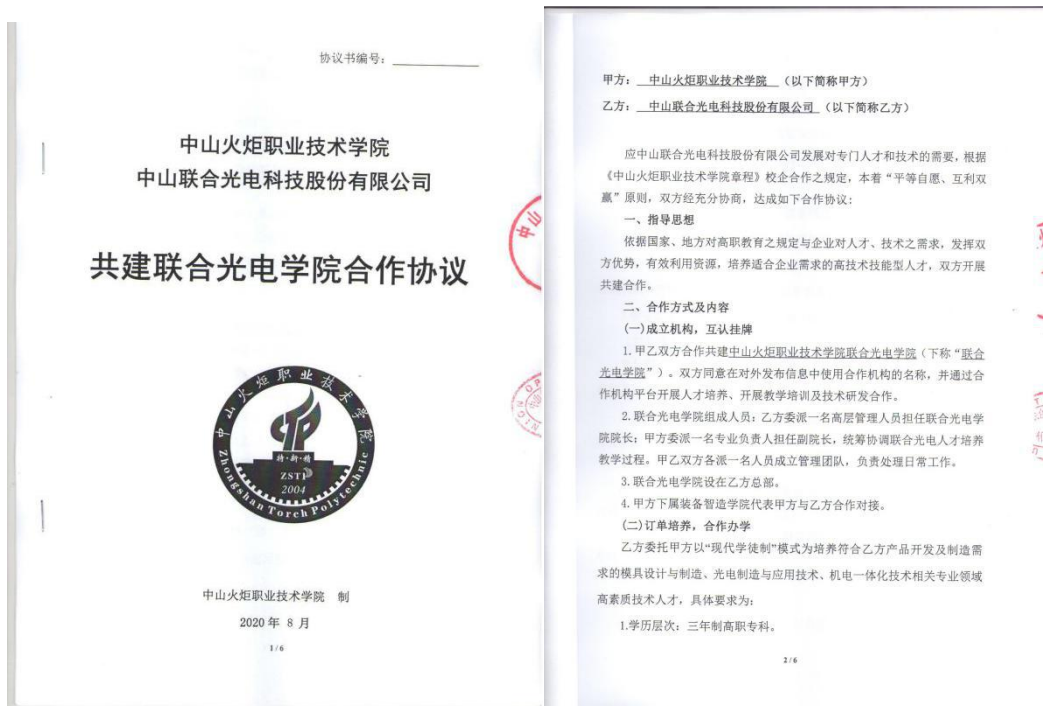 协议书编号：
中山火炬职业技术学院
中山联合光电科技股份有限公司
共建联合光电学院合作协议
中山火炬职业技术学院
特·新·精
ZSTP
2004
Zhongshan Torch Polytechnic
中山火炬职业技术学院 制
2020 年 8 月
1/6
中山
甲方：中山火炬职业技术学院（以下简称甲方）
乙方：中山联合光电科技股份有限公司（以下简称乙方）
应中山联合光电科技股份有限公司发展对专门人才和技术的需要，根据
《中山火炬职业技术学院章程》校企合作之规定，本着“平等自愿、互利双
赢”原则，双方经充分协商，达成如下合作协议：
一、指导思想
依据国家、地方对高职教育之规定与企业对人才、技术之需求，发挥双
方优势，有效利用资源，培养适合企业需求的高技术技能型人才，双方开展
共建合作。
二、合作方式及内容
(一)成立机构，互认挂牌
1.甲乙双方合作共建中山火炬职业技术学院联合光电学院（下称“联合
光电学院”）。双方同意在对外发布信息中使用合作机构的名称，并通过合
作机构平台开展人才培养、开展教学培训及技术研发合作。
2.联合光电学院组成人员：乙方委派一名高层管理人员担任联合光电学
院院长；甲方委派一名专业负责人担任副院长，统筹协调联合光电人才培养
教学过程。甲乙双方各派一名人员成立管理团队，负责处理日常工作。
3.联合光电学院设在乙方总部。
4.甲方下属装备智造学院代表甲方与乙方合作对接。
(二)订单培养，合作办学
乙方委托甲方以“现代学徒制”模式为培养符合乙方产品开发及制造需
求的模具设计与制造、光电制造与应用技术、机电一体化技术相关专业领域
高素质技术人才，具体要求为：
1.学历层次：三年制高职专科。
2/6